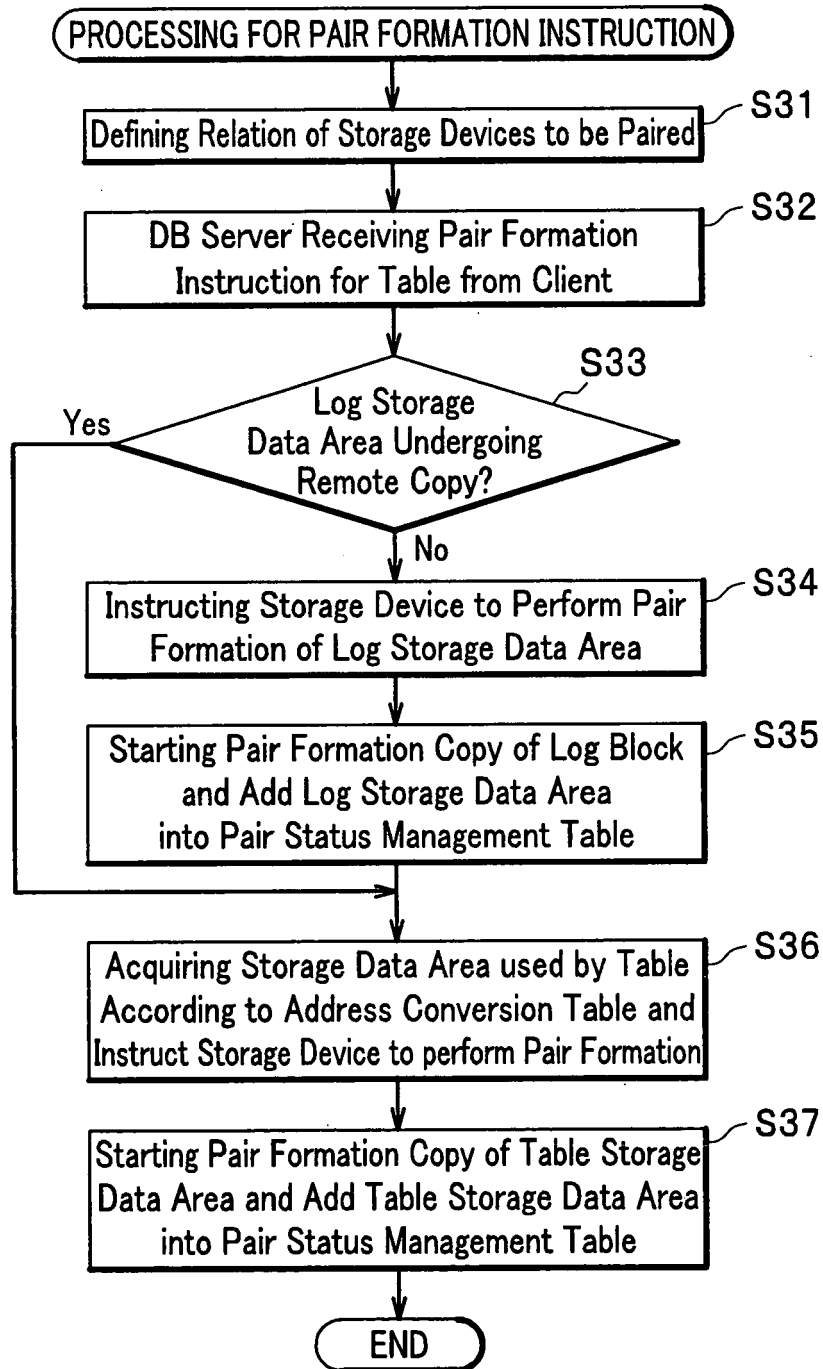 PROCESSING FOR PAIR FORMATION INSTRUCTION
S31
Defining Relation of Storage Devices to be Paired
S32
DB Server Receiving Pair Formation
Instruction for Table from Client
S33
Log Storage
Data Area Undergoing
Remote Copy?
Yes
No
S34
Instructing Storage Device to Perform Pair
Formation of Log Storage Data Area
S35
Starting Pair Formation Copy of Log Block
and Add Log Storage Data Area
into Pair Status Management Table
S36
Acquiring Storage Data Area used by Table
According to Address Conversion Table and
Instruct Storage Device to perform Pair Formation
S37
Starting Pair Formation Copy of Table Storage
Data Area and Add Table Storage Data Area
into Pair Status Management Table
END